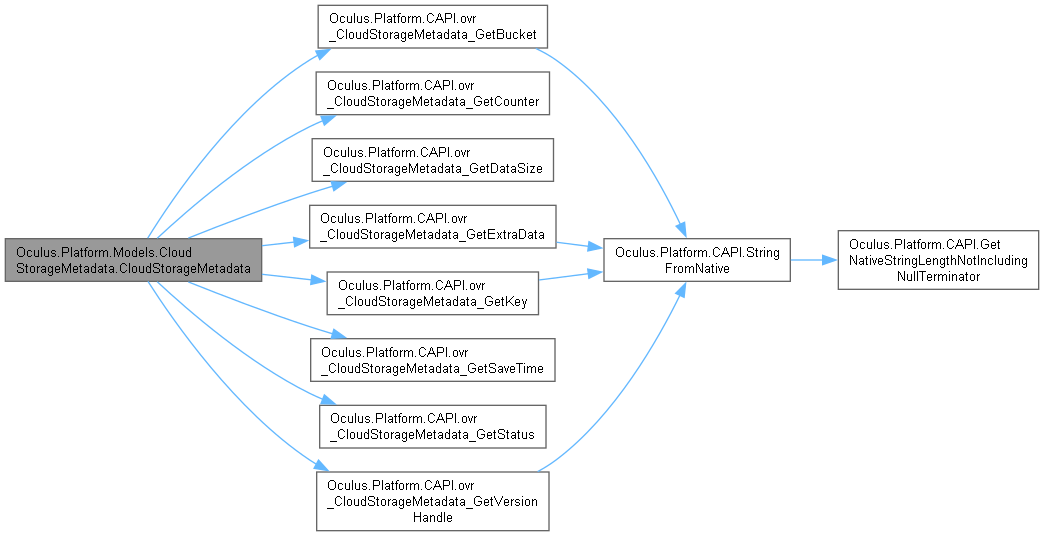 Oculus.Platform.CAPI.ovr
_CloudStorageMetadata_GetBucket
Oculus.Platform.CAPI.ovr
_CloudStorageMetadata_GetCounter
Oculus.Platform.CAPI.ovr
_CloudStorageMetadata_GetDataSize
Oculus.Platform.CAPI.ovr
_CloudStorageMetadata_GetExtraData
Oculus.Platform.Models.Cloud
StorageMetadata.CloudStorageMetadata
Oculus.Platform.CAPI.String
FromNative
Oculus.Platform.CAPI.Get
NativeStringLengthNotIncluding
NullTerminator
Oculus.Platform.CAPI.ovr
_CloudStorageMetadata_GetKey
Oculus.Platform.CAPI.ovr
_CloudStorageMetadata_GetSaveTime
Oculus.Platform.CAPI.ovr
_CloudStorageMetadata_GetStatus
Oculus.Platform.CAPI.ovr
_CloudStorageMetadata_GetVersion
Handle